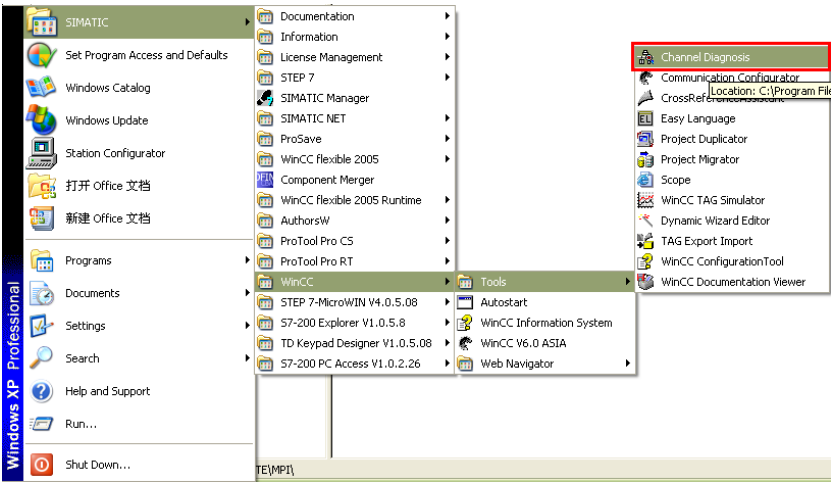 SIMATIC
Set Program Access and Defaults
Windows Catalog
Windows Update
Station Configurator
打开 Office 文档
新建 Office 文档
Programs
Documents
Settings
Search
Help and Support
Run...
Shut Down...
Windows XP Professional
Documentation
Information
License Management
STEP 7
SIMATIC Manager
SIMATIC NET
ProSave
WinCC flexible 2005
Component Merger
WinCC flexible 2005 Runtime
AuthorsW
ProTool Pro CS
ProTool Pro RT
WinCC
STEP 7-MicroWIN V4.0.5.08
S7-200 Explorer V1.0.5.8
TD Keypad Designer V1.0.5.08
S7-200 PC Access V1.0.2.26
Tools
Autostart
WinCC Information System
WinCC V6.0 ASIA
Web Navigator
Channel Diagnosis
Communication Configurator
Location: C:\Program File
CrossReferenceAssistant
EL Easy Language
Project Duplicator
Project Migrator
Scope
WinCC TAG Simulator
Dynamic Wizard Editor
TAG Export Import
WinCC ConfigurationTool
WinCC Documentation Viewer
TE\MPI\